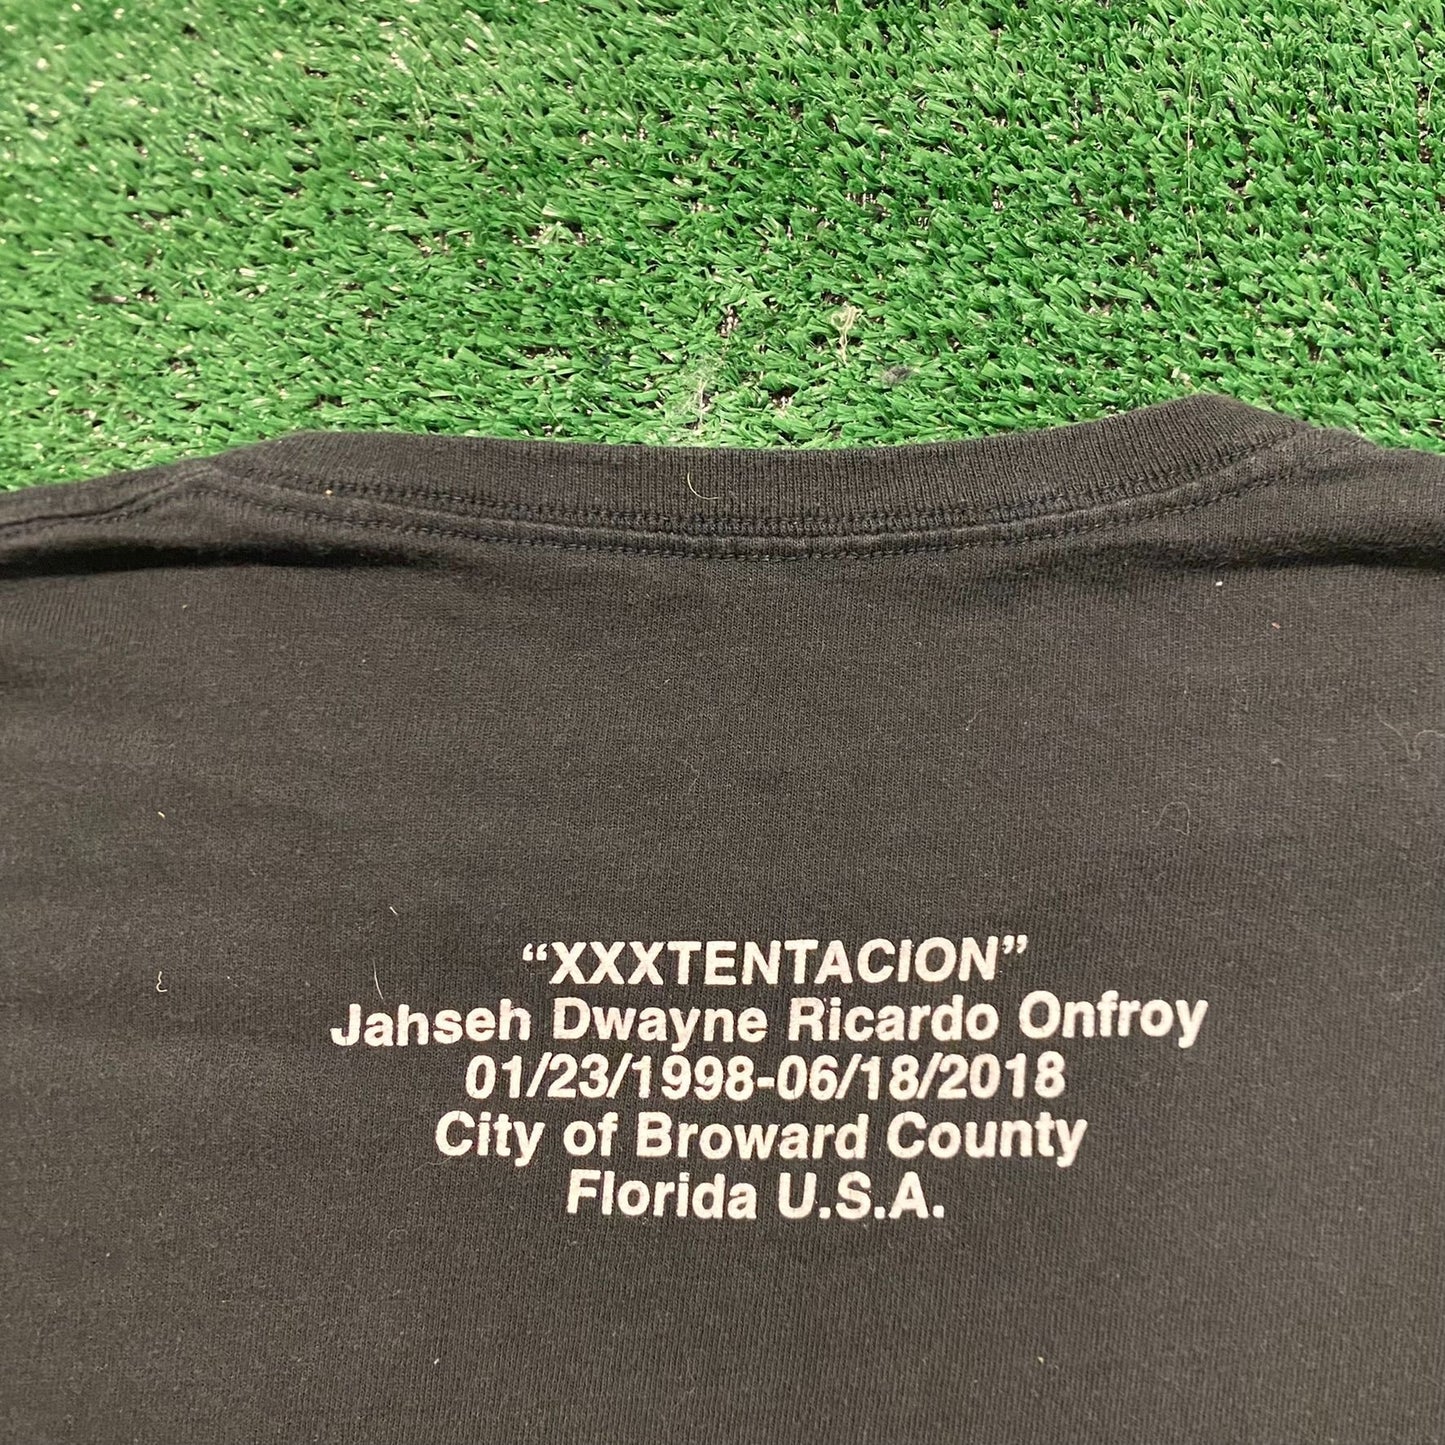 “XXXTENTACION”
Jahseh Dwayne Ricardo Onfroy
01/23/1998-06/18/2018
City of Broward County
Florida U.S.A.